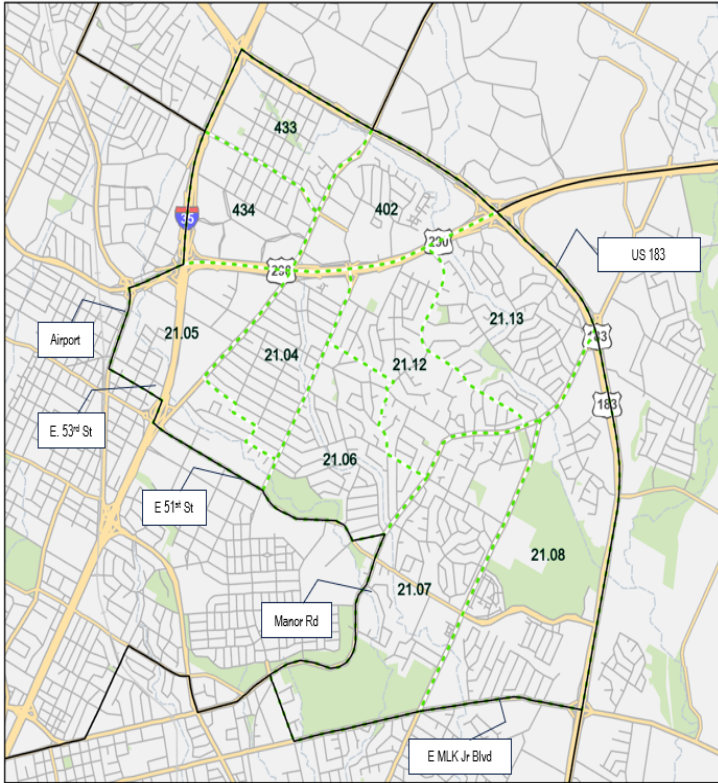 433
35
434
402
290
290
US 183
21.05
Airport
21.04
21.13
21.12
183
183
E. 53rd St
21.06
E 51st St
21.08
21.07
Manor Rd
E MLK Jr Blvd